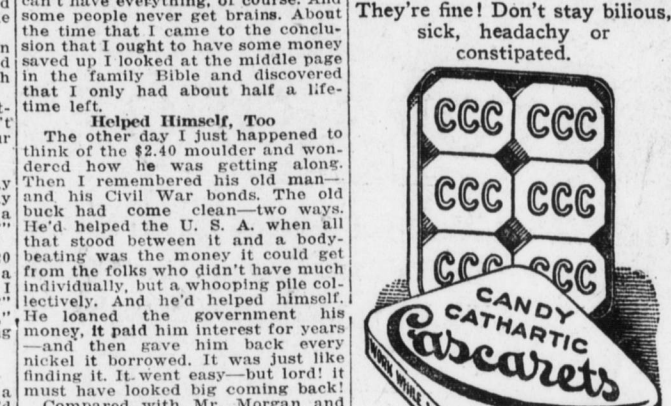 can't have everything, of course. And
some people never get brains. About
the time that I came to the conclu-
sion that I ought to have some money
saved up I looked at the middle page
in the family Bible and discovered
that I only had about half a life-
time left.
Helped Himself, Too
The other day I just happened to
think of the $2.40 moulder and won-
dered how he was getting along.
Then I remembered his old man—
and his Civil War bonds. The old
buck had come clean—two ways.
He'd helped the U. S. A. when all
that stood between it and a body-
beating was the money it could get
from the folks who didn't have much
individually, but a whooping pile col-
lectively. And he'd helped himself.
He loaned the government his
money, it paid him interest for years
—and then gave him back every
nickel it borrowed. It was just like
finding it. It went easy—but lord! it
must have looked big coming back!
Compared with Mr. Morgan and
They're fine! Don't stay bilious,
sick, headachy or
constipated.
CCC CCC
CCC CCC
CCC CCC
CANDY
CATHARTIC
Cascarets
WORK WHILE